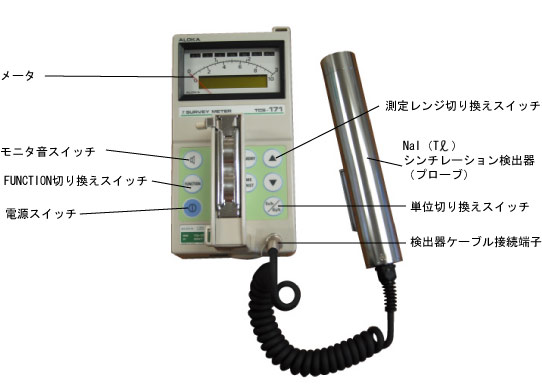 ALOKA
メータ
γ SURVEY METER TCS-171
測定レンジ切り換えスイッチ
モニタ音スイッチ
NaI（Tℓ）
シンチレーション検出器
（プローブ）
FUNCTION切り換えスイッチ
電源スイッチ
単位切り換えスイッチ
検出器ケーブル接続端子